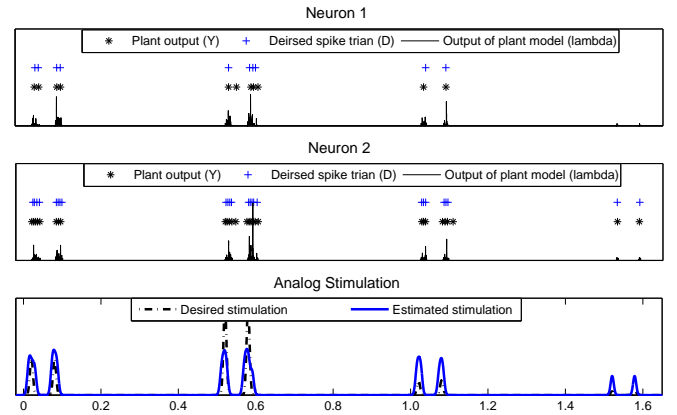 Neuron 1
Plant output (Y) Deirsed spike trian (D) Output of plant model (lambda)
Neuron 2
Plant output (Y) Deirsed spike trian (D) Output of plant model (lambda)
Analog Stimulation
Desired stimulation Estimated stimulation
0 0.2 0.4 0.6 0.8 1.0 1.2 1.4 1.6